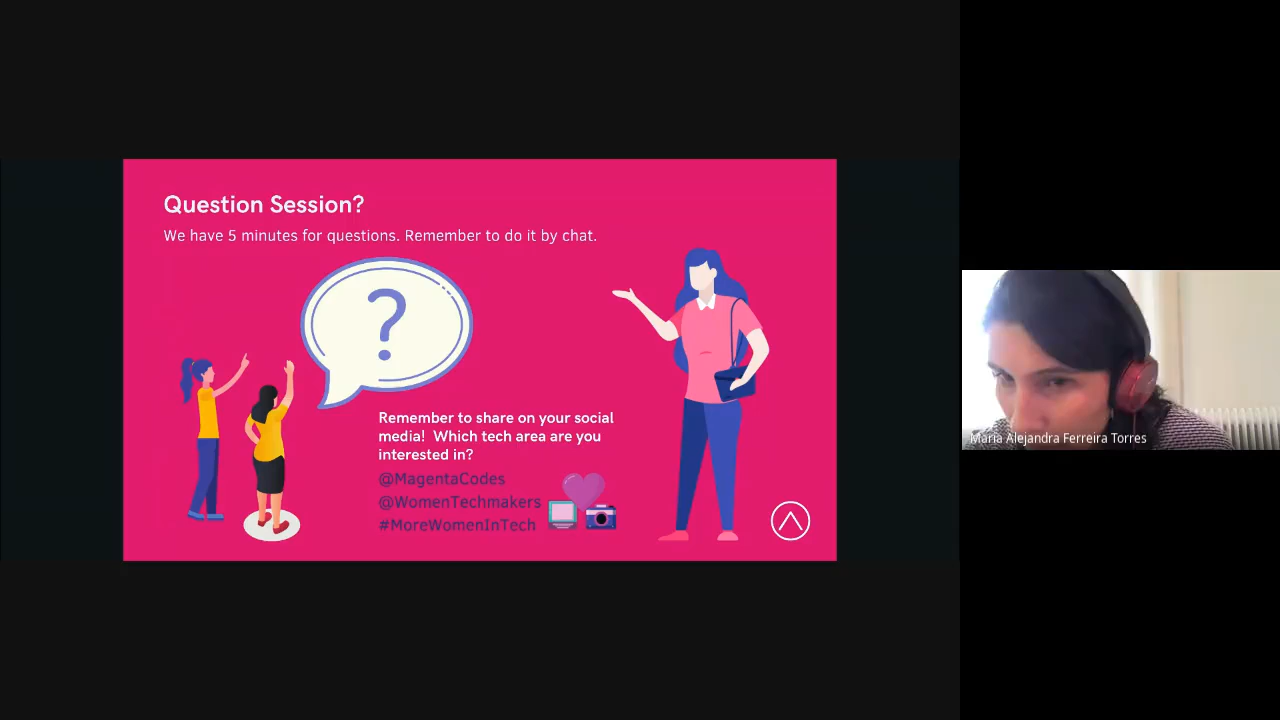 Question Session?
We have 5 minutes for questions. Remember to do it by chat.
?
Remember to share on your social
media! Which tech area are you
interested in?
@MagentaCodes
@WomenTechmakers
#MoreWomenInTech
Maria Alejandra Ferreira Torres